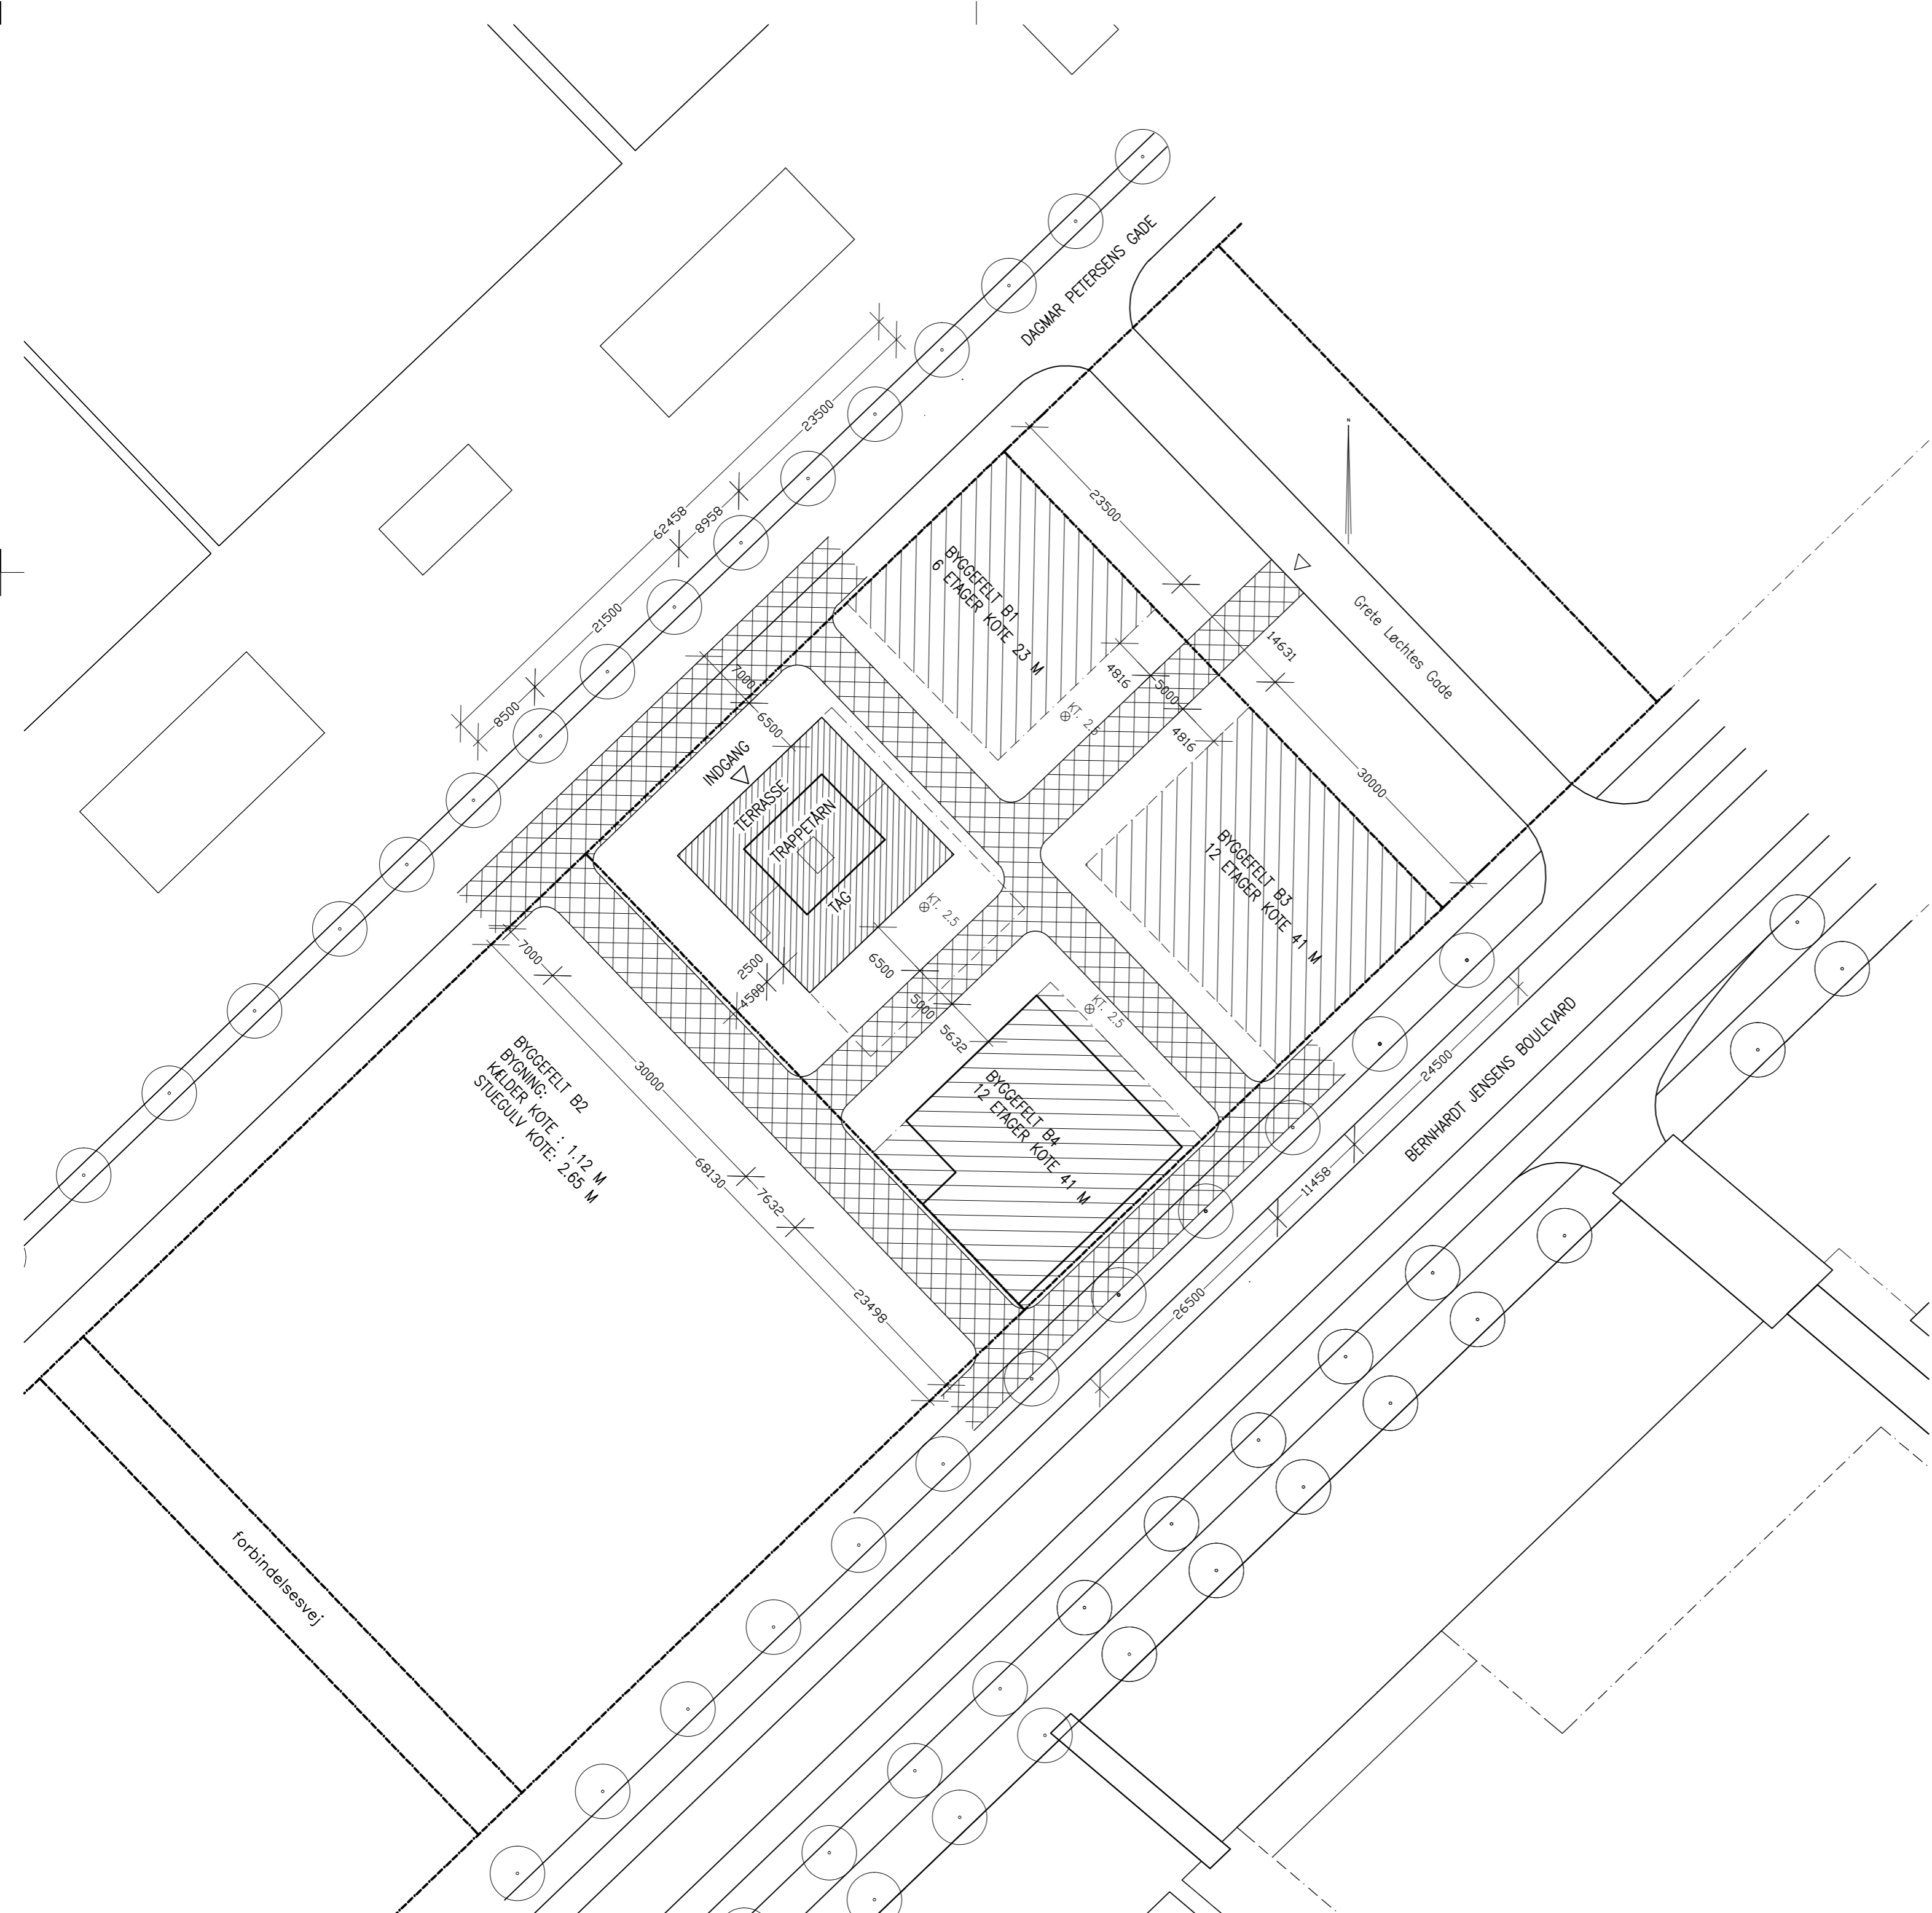 N
DAGMAR PETERSENS GADE
23500
62458
8958
21500
8500
23500
BYGGEFELT B1
6 ETAGER KOTE 23 M
14631
Grete Løchtes Gade
7000
6500
4816
5000
4816
KT. 2.5
30000
INDGANG
TERRASSE
TRAPPETÅRN
TAG
KT. 2.5
BYGGEFELT B3
12 ETAGER KOTE 41 M
7000
2500
4500
6500
5000
5632
KT. 2.5
BERNHARDT JENSENS BOULEVARD
24500
11458
26500
BYGGEFELT B2
BYGNING:
KÆLDER KOTE : 1.12 M
STUEGULV KOTE: 2.65 M
30000
68130
7632
23498
BYGGEFELT B4
12 ETAGER KOTE 41 M
forbindelsesvej